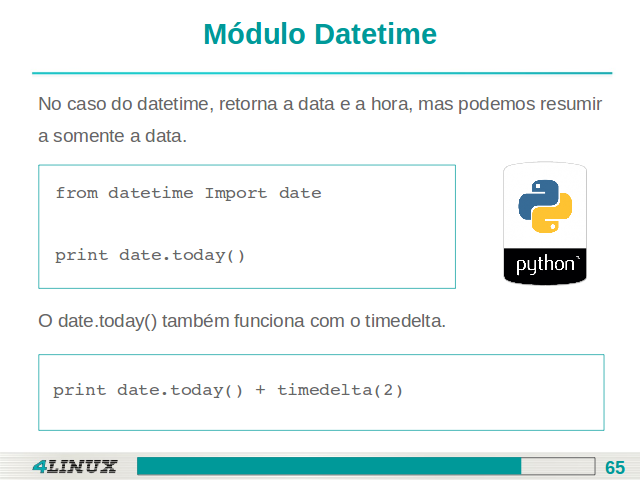 Módulo Datetime
No caso do datetime, retorna a data e a hora, mas podemos resumir
a somente a data.
from datetime Import date
print date.today()
python
O date.today() também funciona com o timedelta.
print date.today() + timedelta(2)
4LINUX
65